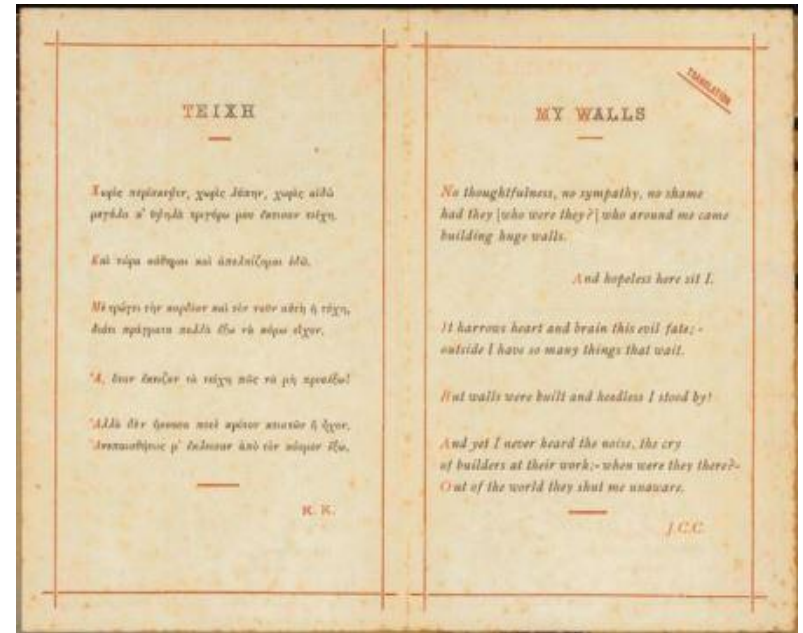 ΤΕΙΧΗ
Χωρὶς περίσκεψιν, χωρὶς λύπην, χωρὶς αἰδὼ
μεγάλα κ' ὑψηλὰ τριγύρω μου ἔκτισαν τείχη.
Καὶ τώρα κάθημαι καὶ ἀπελπίζομαι ἐδῶ.
Μὲ τρώγει τὴν καρδίαν καὶ τὸν νοῦν αὐτὴ ἡ τύχη,
διότι πράγματα πολλὰ ἔξω νὰ κάμω εἶχον.
Ἆ, ὅταν ἔκτιζαν τὰ τείχη πῶς νὰ μὴ προσέξω!
Ἀλλὰ δὲν ἤκουσα ποτὲ κρότον κτιστῶν ἢ ἦχον.
Ἀνεπαισθήτως μ' ἔκλεισαν ἀπὸ τὸν κόσμον ἔξω.
Κ. Κ.
TRANSLATION
MY WALLS
No thoughtfulness, no sympathy, no shame
had they [who were they?] who around me came
building huge walls.
And hopeless here sit I.
It harrows heart and brain this evil fate; -
outside I have so many things that wait.
But walls were built and heedless I stood by!
And yet I never heard the noise, the cry
of builders at their work;- when were they there?-
Out of the world they shut me unaware.
J.C.C.